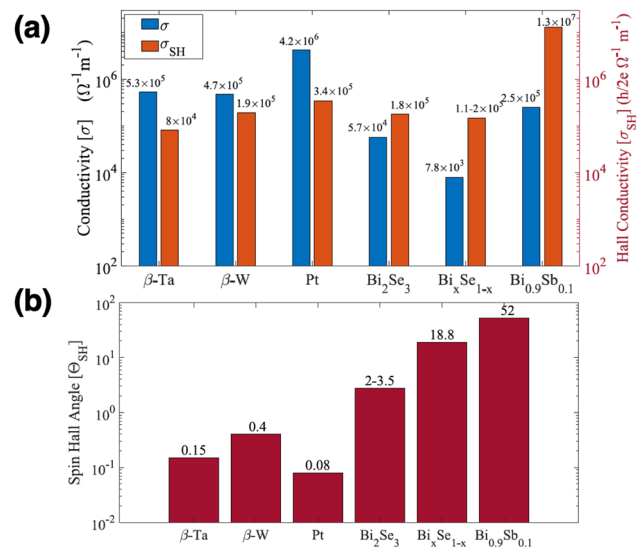 (a)
σ
σ_SH
Conductivity [σ] (Ω⁻¹m⁻¹)
Hall Conductivity [σ_SH] (ħ/2e Ω⁻¹m⁻¹)
10⁶
10⁴
10²
10⁶
10⁴
10²
5.3×10⁵
8×10⁴
4.7×10⁵
1.9×10⁵
4.2×10⁶
3.4×10⁵
5.7×10⁴
1.8×10⁵
7.8×10³
1.1-2×10⁵
2.5×10⁵
1.3×10⁷
β-Ta
β-W
Pt
Bi₂Se₃
BiₓSe₁₋ₓ
Bi₀.₉Sb₀.₁
(b)
Spin Hall Angle [Θ_SH]
10²
10¹
10⁰
10⁻¹
10⁻²
0.15
0.4
0.08
2-3.5
18.8
52
β-Ta
β-W
Pt
Bi₂Se₃
BiₓSe₁₋ₓ
Bi₀.₉Sb₀.₁